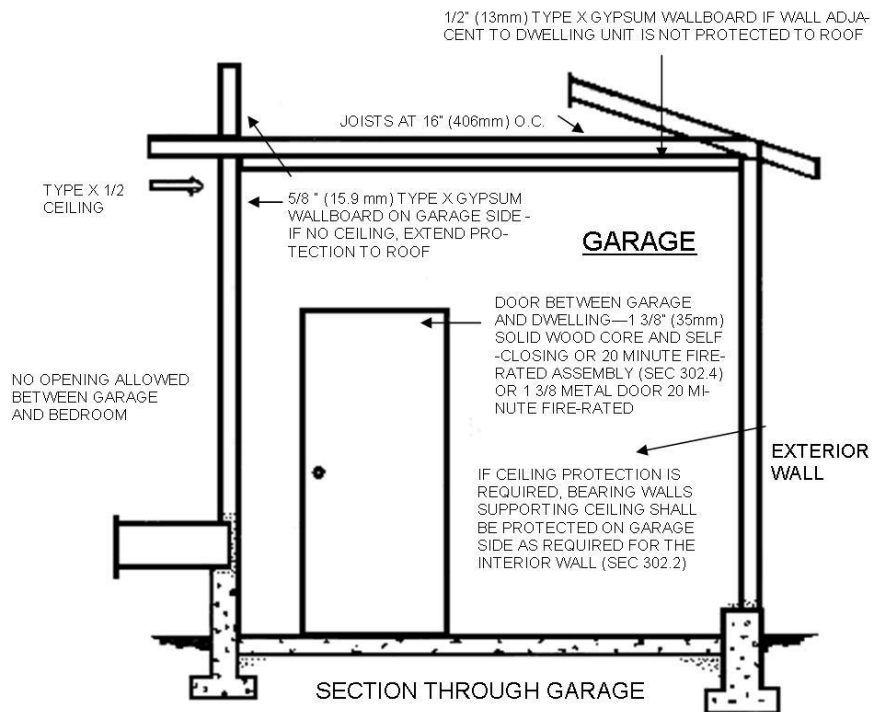 1/2" (13mm) TYPE X GYPSUM WALLBOARD IF WALL ADJA-
CENT TO DWELLING UNIT IS NOT PROTECTED TO ROOF
JOISTS AT 16" (406mm) O.C.
TYPE X 1/2
CEILING
5/8 " (15.9 mm) TYPE X GYPSUM
WALLBOARD ON GARAGE SIDE -
IF NO CEILING, EXTEND PRO-
TECTION TO ROOF
GARAGE
DOOR BETWEEN GARAGE
AND DWELLING—1 3/8" (35mm)
SOLID WOOD CORE AND SELF
-CLOSING OR 20 MINUTE FIRE-
RATED ASSEMBLY (SEC 302.4)
OR 1 3/8 METAL DOOR 20 MI-
NUTE FIRE-RATED
NO OPENING ALLOWED
BETWEEN GARAGE
AND BEDROOM
EXTERIOR
WALL
IF CEILING PROTECTION IS
REQUIRED, BEARING WALLS
SUPPORTING CEILING SHALL
BE PROTECTED ON GARAGE
SIDE AS REQUIRED FOR THE
INTERIOR WALL (SEC 302.2)
SECTION THROUGH GARAGE